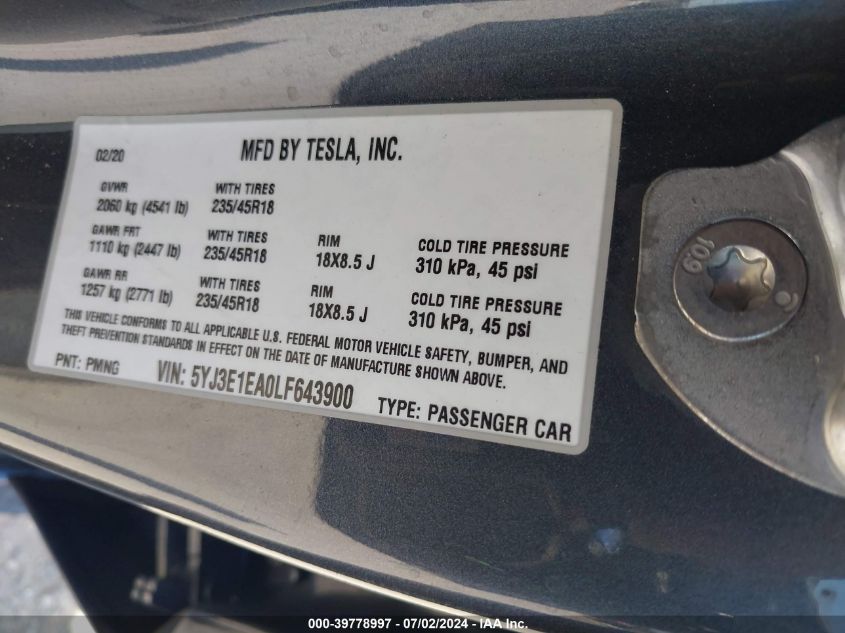 02/20 MFD BY TESLA, INC.
GVWR WITH TIRES
2060 kg (4541 lb) 235/45R18
GAWR FRT WITH TIRES RIM COLD TIRE PRESSURE
1110 kg (2447 lb) 235/45R18 18X8.5 J 310 kPa, 45 psi
GAWR RR WITH TIRES RIM COLD TIRE PRESSURE
1257 kg (2771 lb) 235/45R18 18X8.5 J 310 kPa, 45 psi
THIS VEHICLE CONFORMS TO ALL APPLICABLE U.S. FEDERAL MOTOR VEHICLE SAFETY, BUMPER, AND
THEFT PREVENTION STANDARDS IN EFFECT ON THE DATE OF MANUFACTURE SHOWN ABOVE.
PNT: PMNG VIN: 5YJ3E1EA0LF643900 TYPE: PASSENGER CAR
10.9
000-39778997 - 07/02/2024 - IAA Inc.